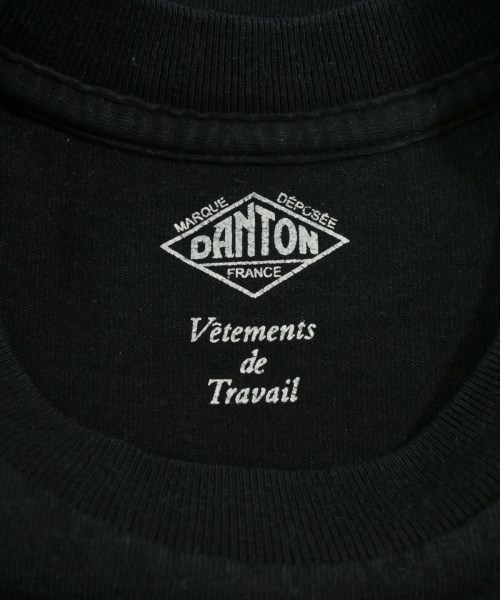 MARQUE DÉPOSÉE
DANTON
FRANCE
Vêtements
de
Travail